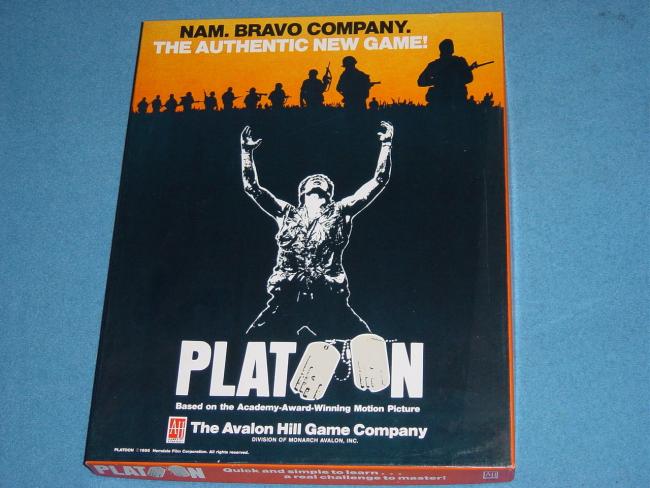 NAM. BRAVO COMPANY.
THE AUTHENTIC NEW GAME!
PLATOON
Based on the Academy-Award-Winning Motion Picture
AH The Avalon Hill Game Company
DIVISION OF MONARCH AVALON, INC.
PLATOON ©1986 Hemdale Film Corporation. All rights reserved.
PLATOON
Quick and simple to learn . . .
a real challenge to master!
AH